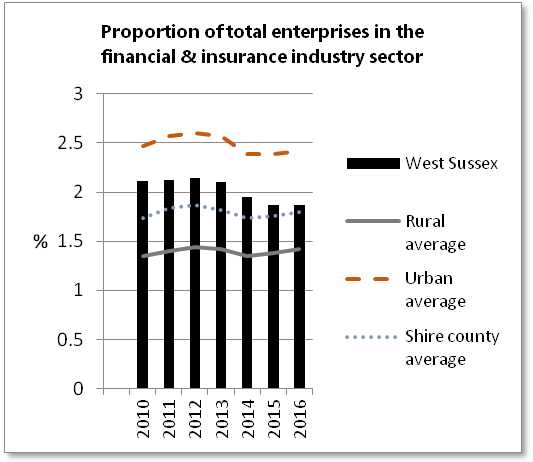 Proportion of total enterprises in the
financial & insurance industry sector
3
2.5
2
1.5
1
0.5
0
%
2010
2011
2012
2013
2014
2015
2016
West Sussex
Rural
average
Urban
average
Shire county
average